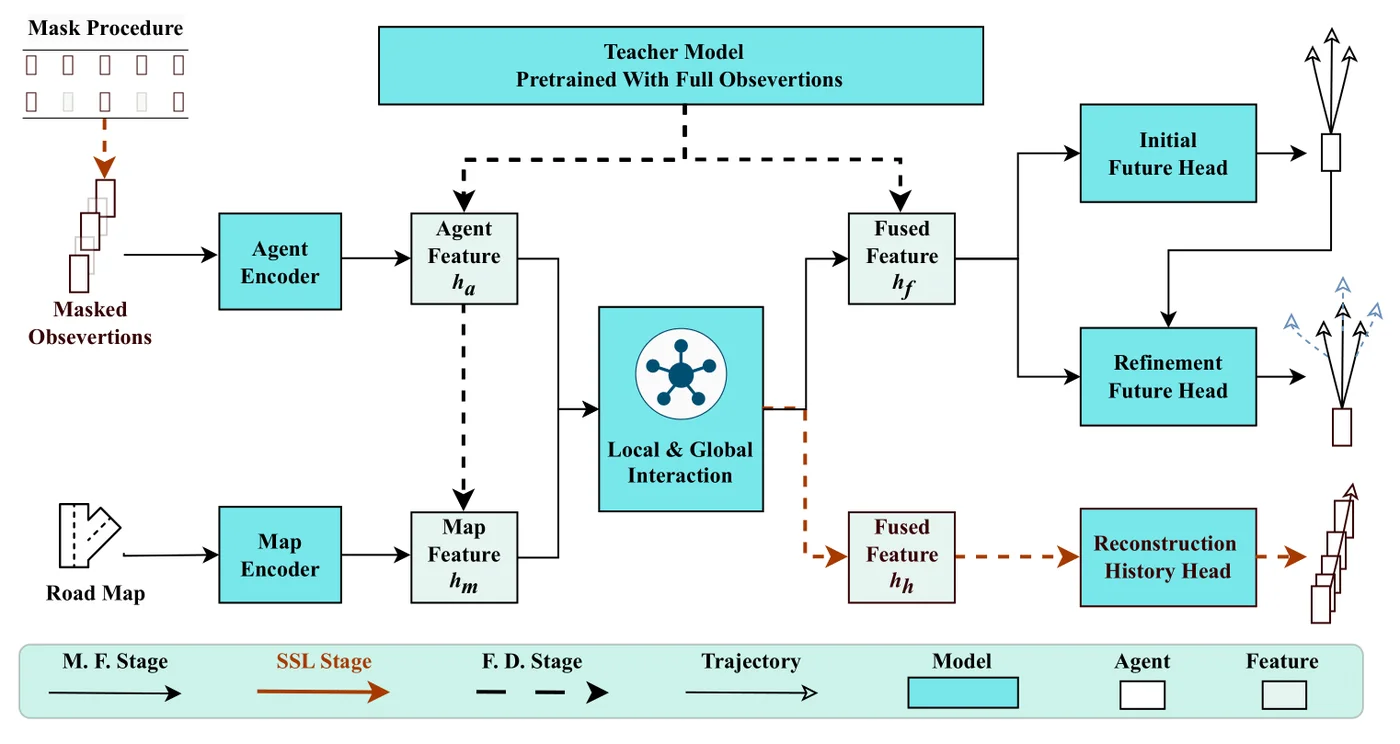 Mask Procedure
Teacher Model
Pretrained With Full Obsevertions
Initial
Future Head
Agent
Encoder
Agent
Feature
h_a
Fused
Feature
h_f
Masked
Obsevertions
Refinement
Future Head
Local & Global
Interaction
Map
Encoder
Map
Feature
h_m
Fused
Feature
h_h
Reconstruction
History Head
Road Map
M. F. Stage
SSL Stage
F. D. Stage
Trajectory
Model
Agent
Feature